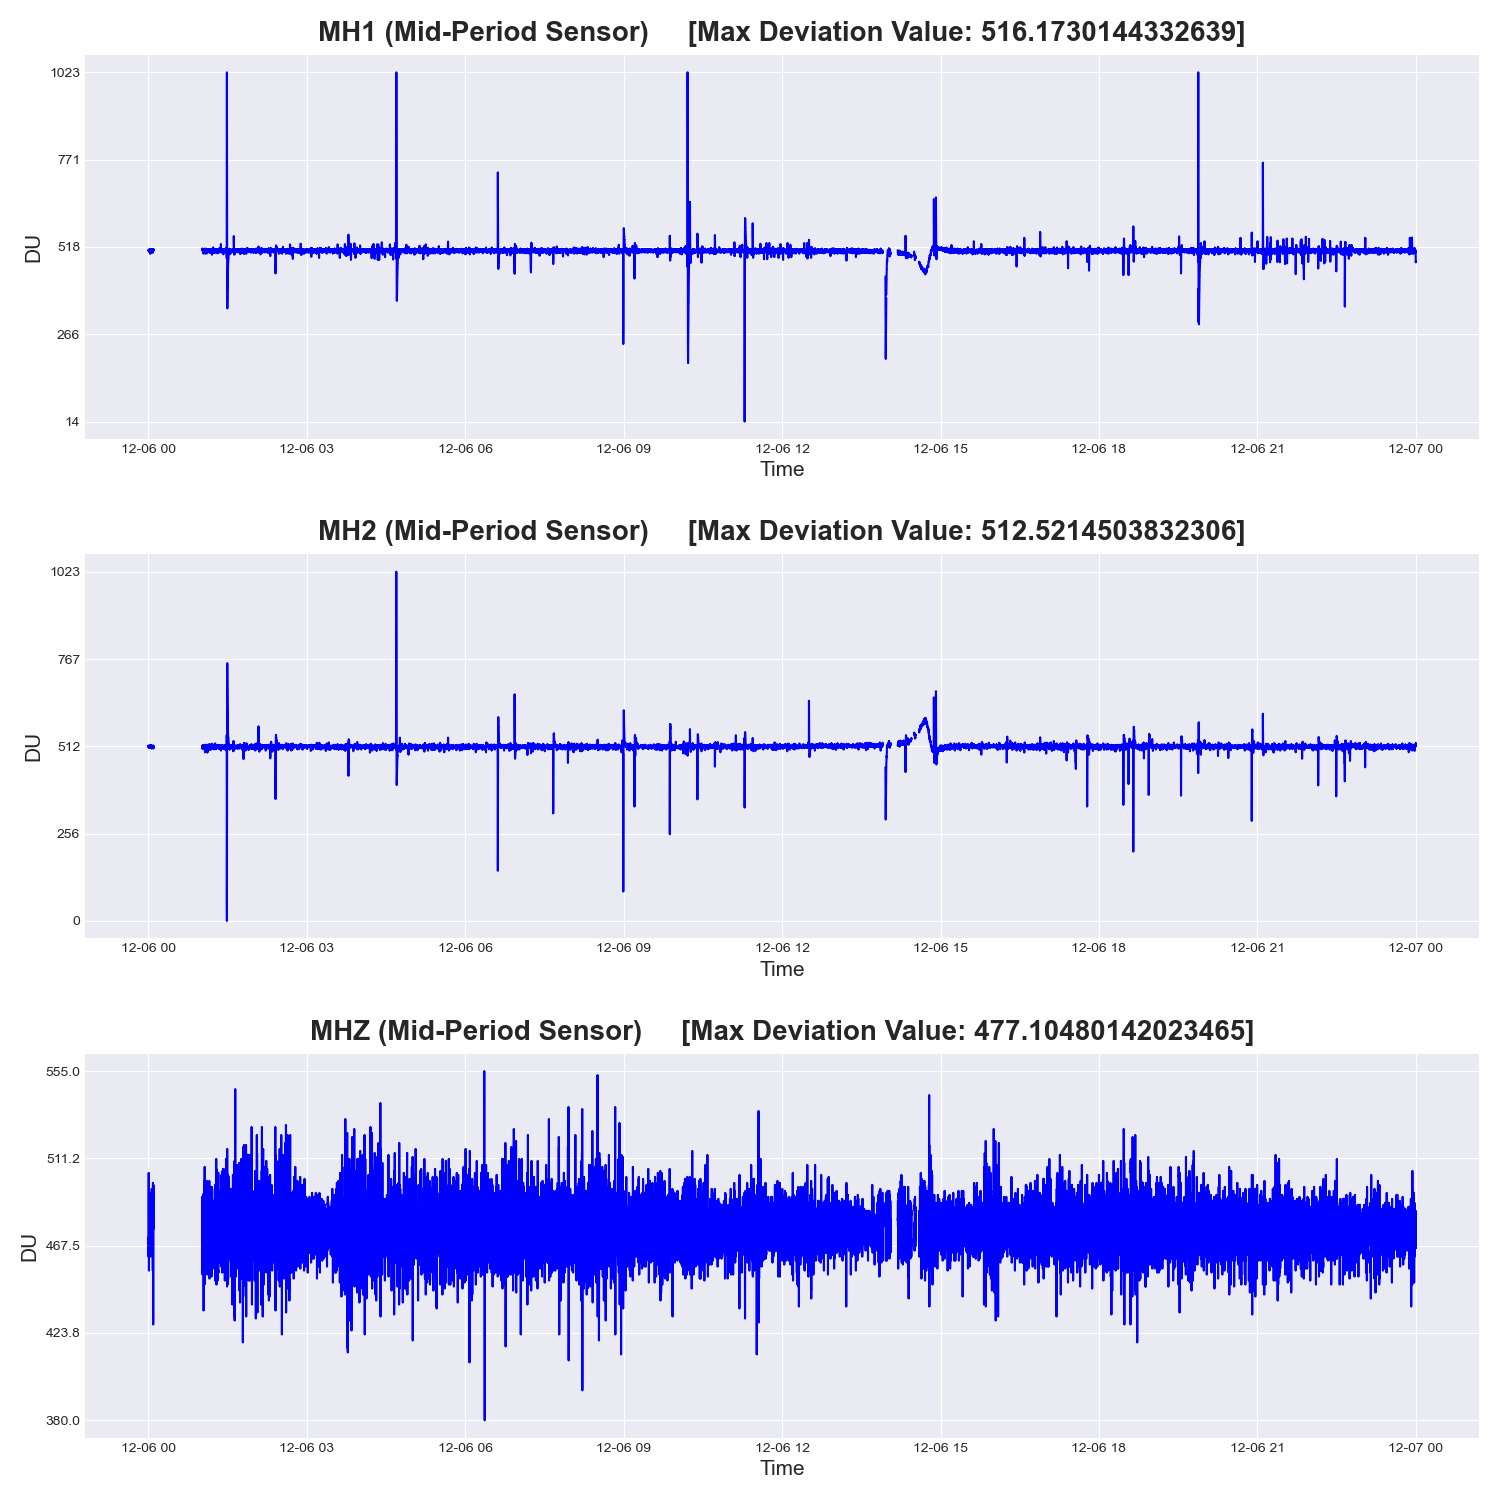 MH1 (Mid-Period Sensor) [Max Deviation Value: 516.1730144332639]
1023
771
518
266
14
DU
12-06 00 12-06 03 12-06 06 12-06 09 12-06 12 12-06 15 12-06 18 12-06 21 12-07 00
Time
MH2 (Mid-Period Sensor) [Max Deviation Value: 512.5214503832306]
1023
767
512
256
0
DU
12-06 00 12-06 03 12-06 06 12-06 09 12-06 12 12-06 15 12-06 18 12-06 21 12-07 00
Time
MHZ (Mid-Period Sensor) [Max Deviation Value: 477.10480142023465]
555.0
511.2
467.5
423.8
380.0
DU
12-06 00 12-06 03 12-06 06 12-06 09 12-06 12 12-06 15 12-06 18 12-06 21 12-07 00
Time